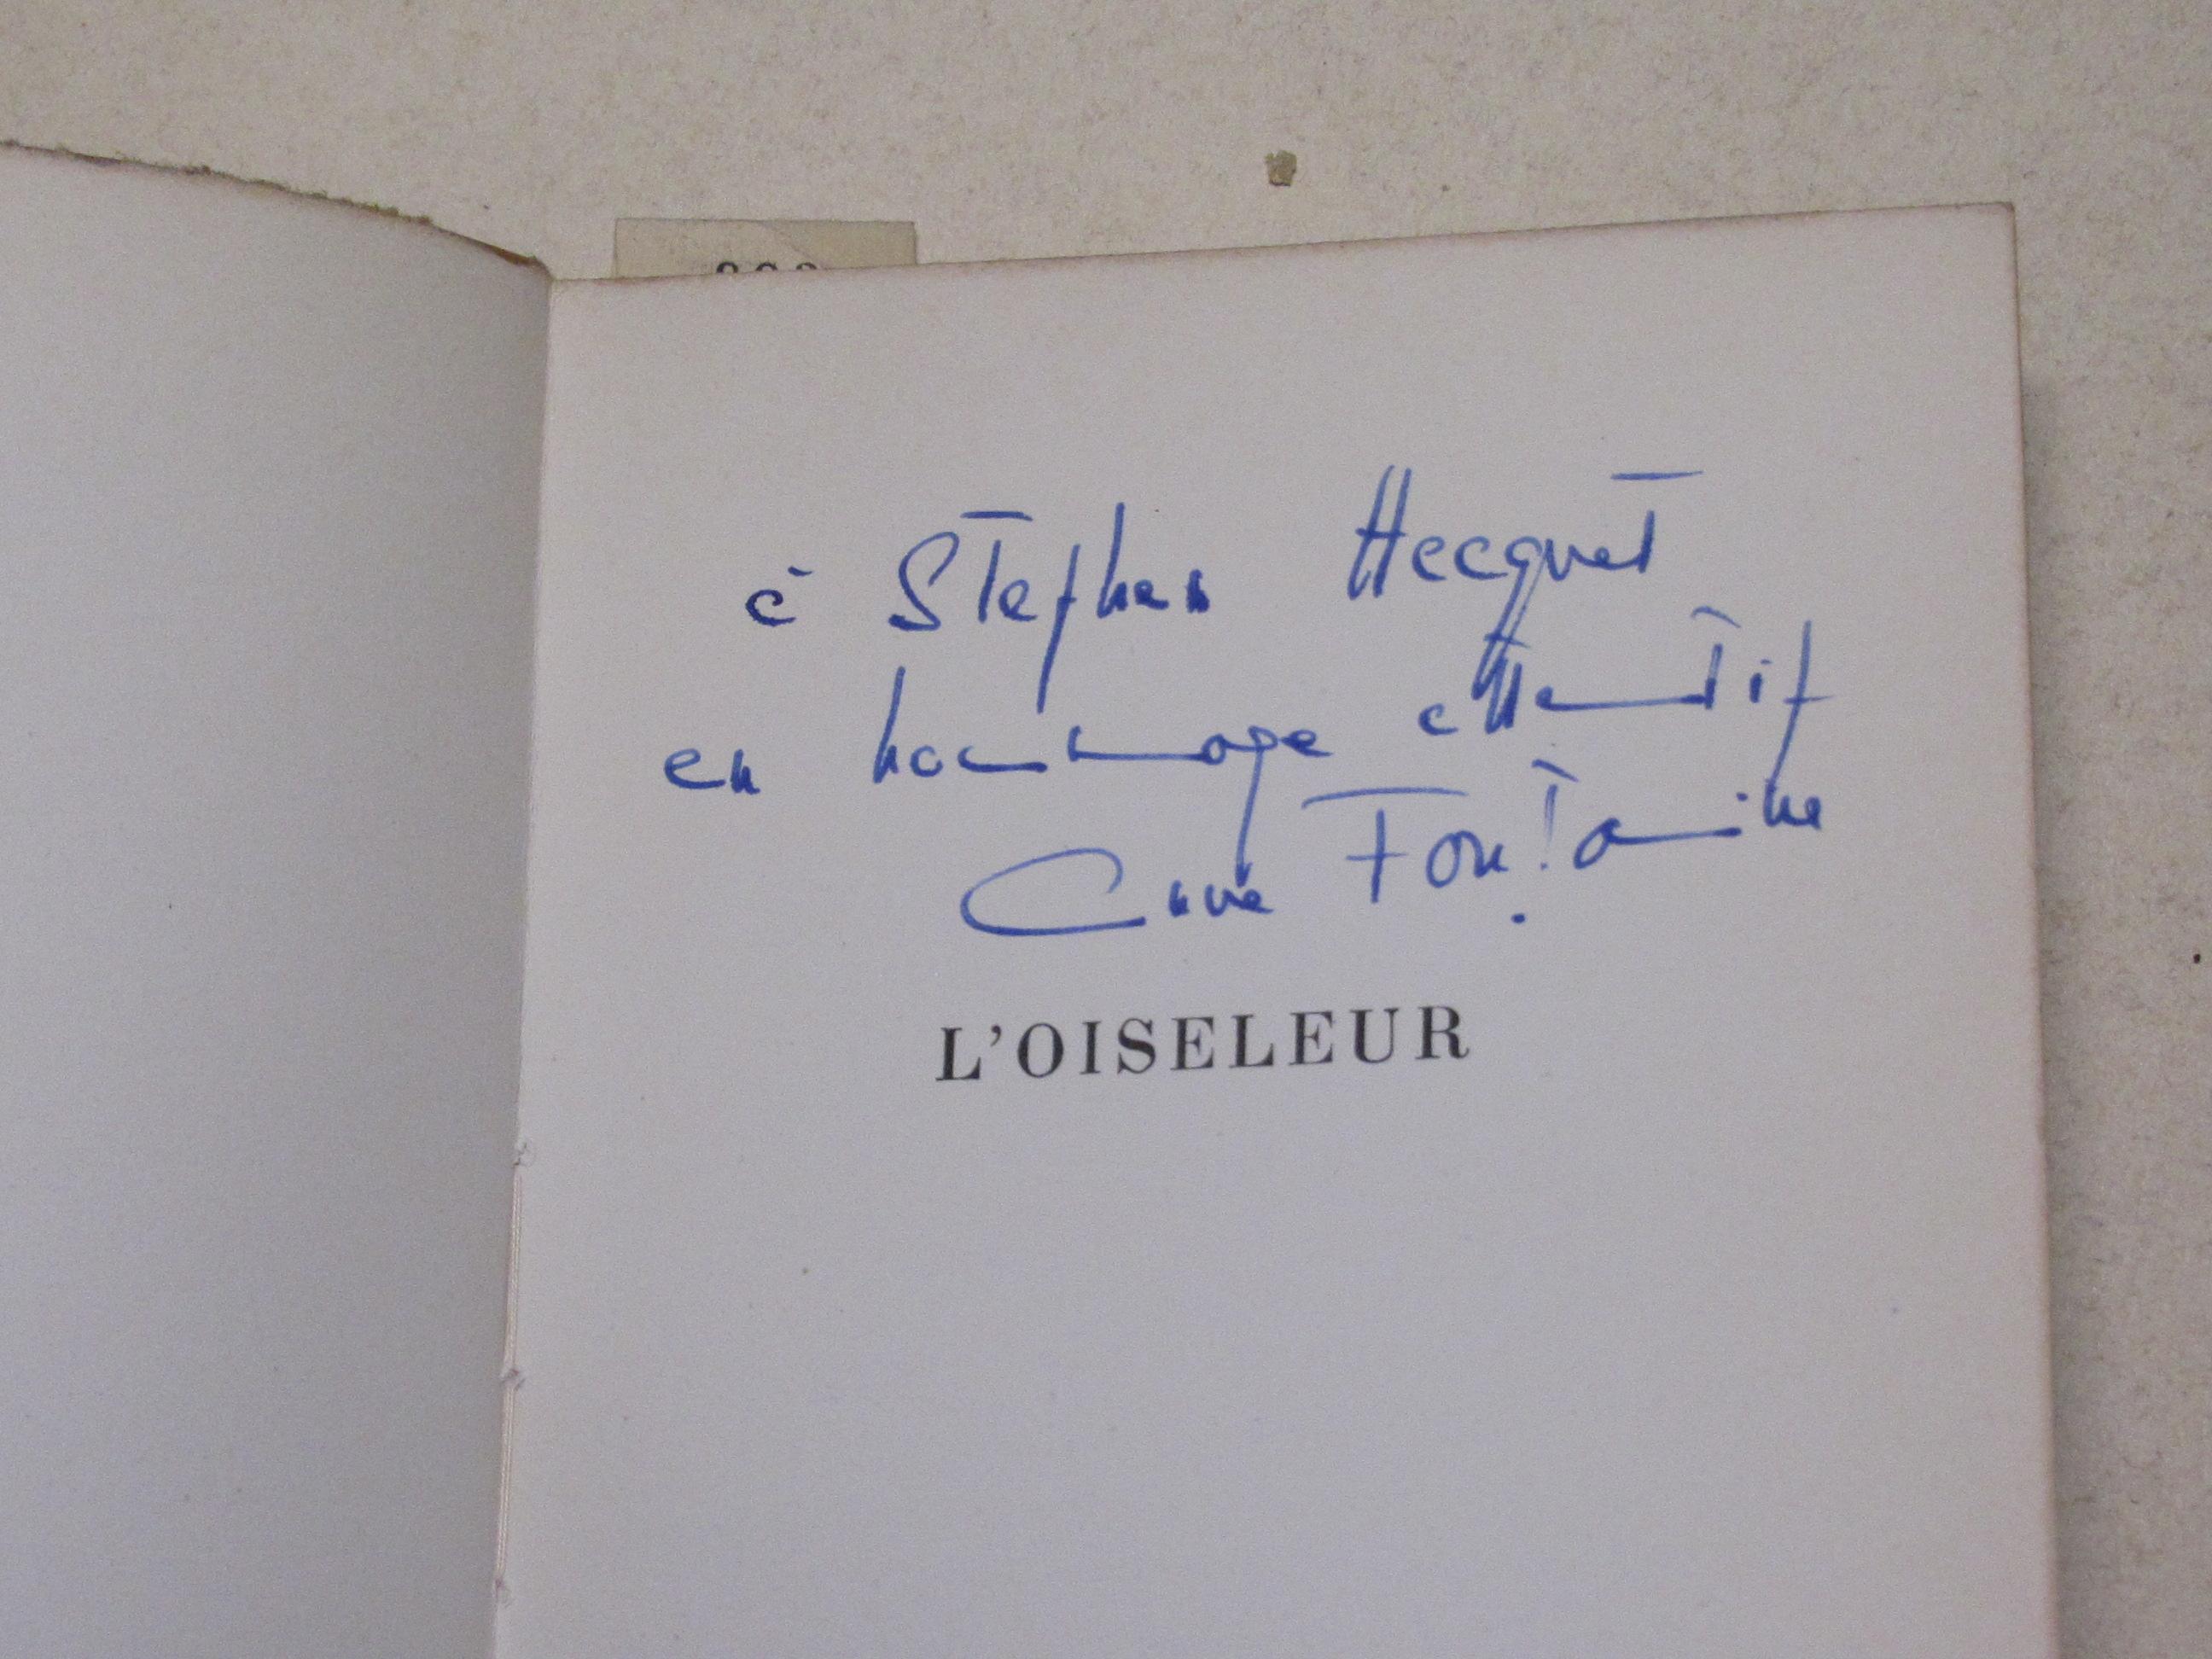 à Stephen Hecquet
en hommage attentif
Anne Fontaine
L'OISELEUR